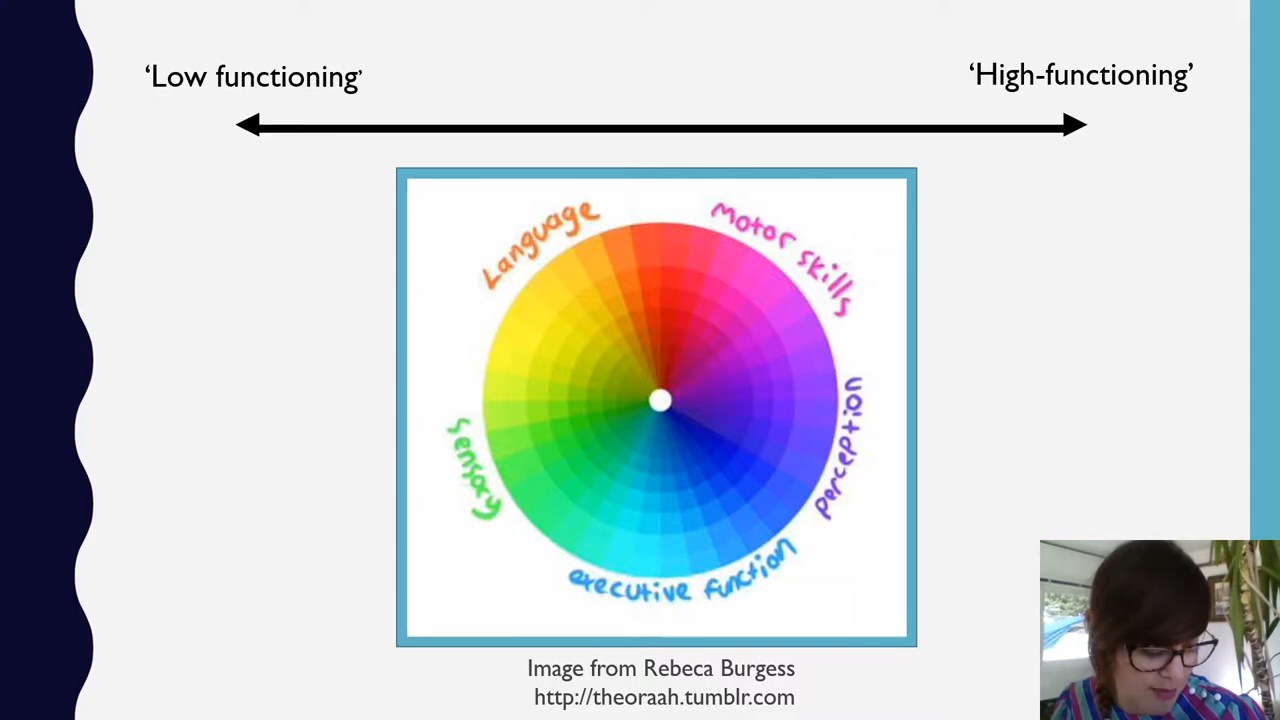 ‘Low functioning’
‘High-functioning’
Language
Motor skills
perception
executive function
Sensory
Image from Rebeca Burgess
http://theoraah.tumblr.com